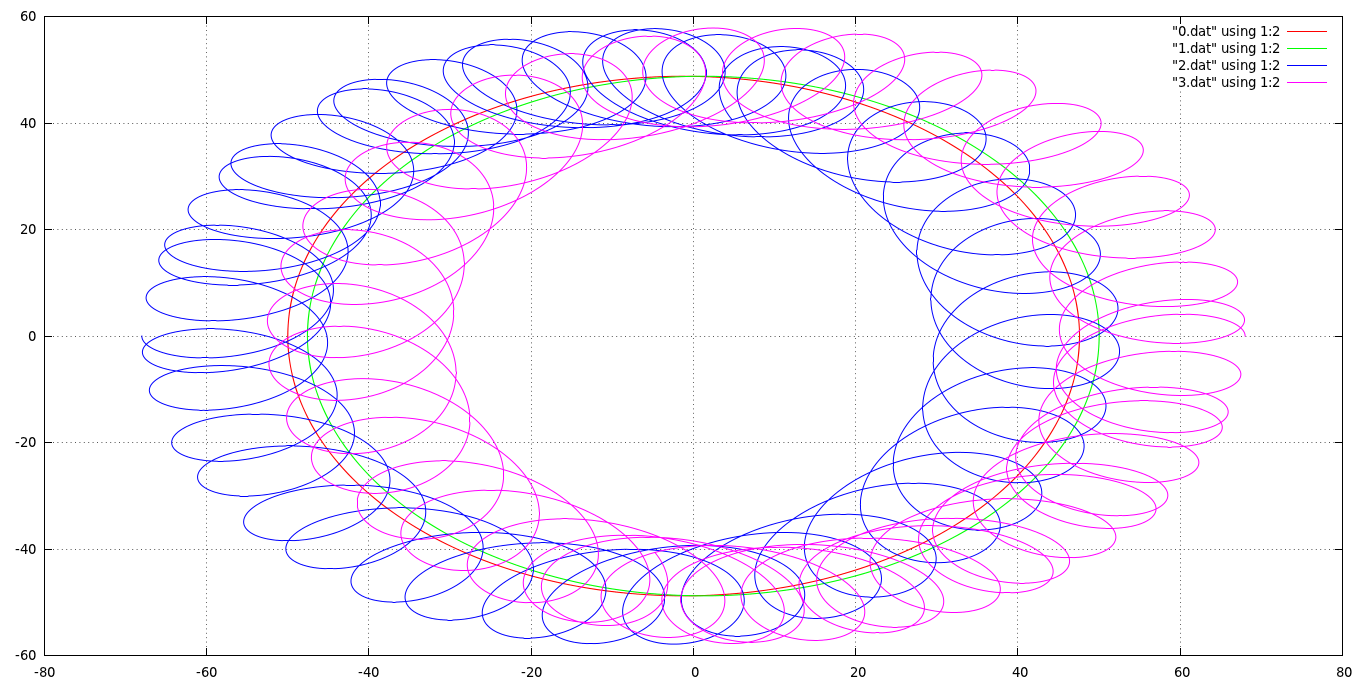 60
"0.dat" using 1:2
"1.dat" using 1:2
"2.dat" using 1:2
"3.dat" using 1:2
40
20
0
-20
-40
-60
-80 -60 -40 -20 0 20 40 60 80